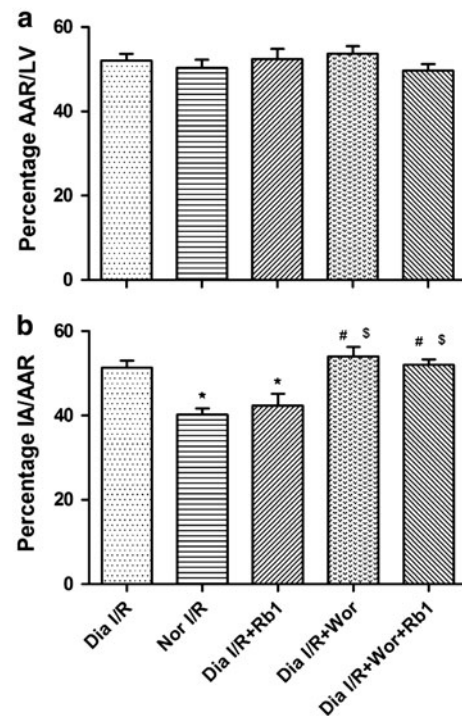 a
Percentage AAR/LV
60
40
20
0
b
Percentage IA/AAR
60
40
20
0
*
*
# $
# $
Dia I/R
Nor I/R
Dia I/R+Rb1
Dia I/R+Wor
Dia I/R+Wor+Rb1